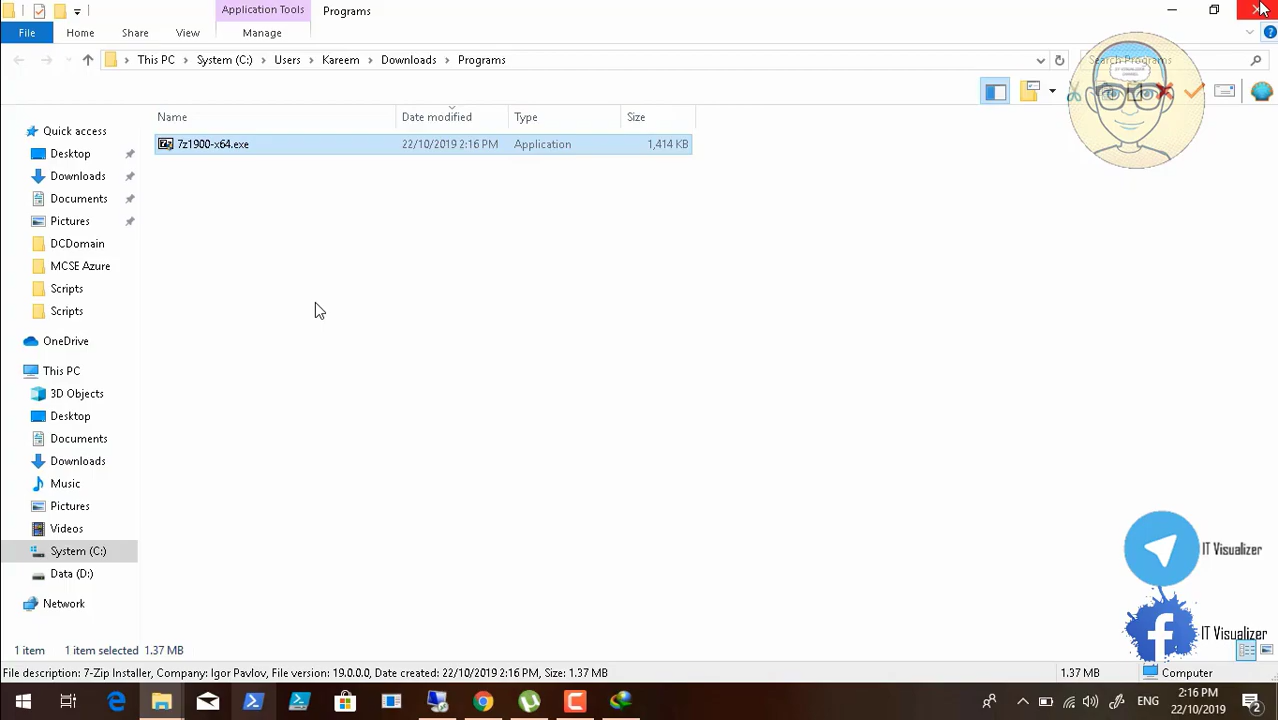 Application Tools
Programs
File
Home
Share
View
Manage
This PC
System (C:)
Users
Kareem
Downloads
Programs
Search Programs
Name
Date modified
Type
Size
7z1900-x64.exe
22/10/2019 2:16 PM
Application
1,414 KB
Quick access
Desktop
Downloads
Documents
Pictures
DCDomain
MCSE Azure
Scripts
Scripts
OneDrive
This PC
3D Objects
Desktop
Documents
Downloads
Music
Pictures
Videos
System (C:)
Data (D:)
Network
IT Visualizer
IT Visualizer
1 item
1 item selected 1.37 MB
File description: 7-Zip Installer, Company: Igor Pavlov, File version: 19.0.0.0, Date created: 22/10/2019 2:16 PM, Size: 1.37 MB
1.37 MB
Computer
ENG
2:16 PM
22/10/2019
2